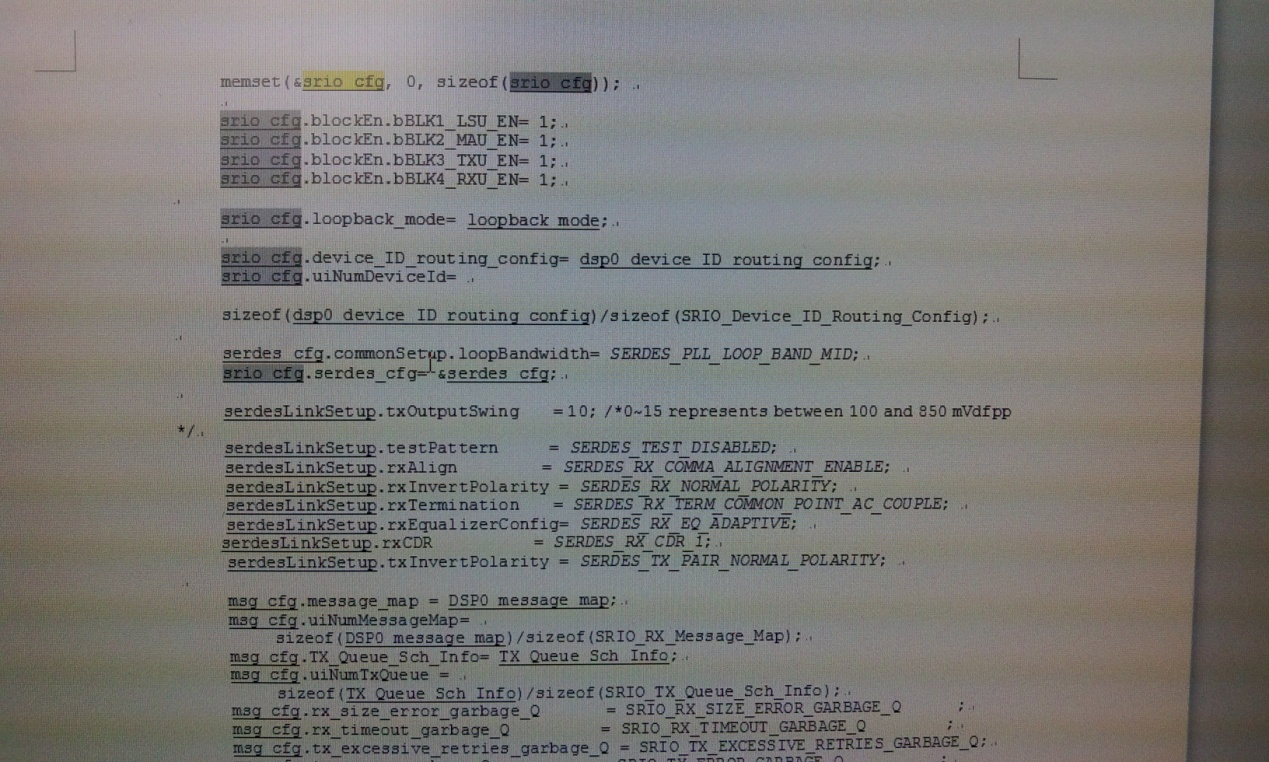 memset(&srio_cfg, 0, sizeof(srio_cfg));
srio_cfg.blockEn.bBLK1_LSU_EN= 1;
srio_cfg.blockEn.bBLK2_MAU_EN= 1;
srio_cfg.blockEn.bBLK3_TXU_EN= 1;
srio_cfg.blockEn.bBLK4_RXU_EN= 1;
srio_cfg.loopback_mode= loopback_mode;
srio_cfg.device_ID_routing_config= dsp0_device_ID_routing_config;
srio_cfg.uiNumDeviceId=
sizeof(dsp0_device_ID_routing_config)/sizeof(SRIO_Device_ID_Routing_Config);
serdes_cfg.commonSetup.loopBandwidth= SERDES_PLL_LOOP_BAND_MID;
srio_cfg.serdes_cfg= &serdes_cfg;
serdesLinkSetup.txOutputSwing =10; /*0~15 represents between 100 and 850 mVdfpp
*/
serdesLinkSetup.testPattern = SERDES_TEST_DISABLED;
serdesLinkSetup.rxAlign = SERDES_RX_COMMA_ALIGNMENT_ENABLE;
serdesLinkSetup.rxInvertPolarity = SERDES_RX_NORMAL_POLARITY;
serdesLinkSetup.rxTermination = SERDES_RX_TERM_COMMON_POINT_AC_COUPLE;
serdesLinkSetup.rxEqualizerConfig= SERDES_RX_EQ_ADAPTIVE;
serdesLinkSetup.rxCDR = SERDES_RX_CDR_1;
serdesLinkSetup.txInvertPolarity = SERDES_TX_PAIR_NORMAL_POLARITY;
msg_cfg.message_map = DSP0_message_map;
msg_cfg.uiNumMessageMap=
sizeof(DSP0_message_map)/sizeof(SRIO_RX_Message_Map);
msg_cfg.TX_Queue_Sch_Info= TX_Queue_Sch_Info;
msg_cfg.uiNumTxQueue =
sizeof(TX_Queue_Sch_Info)/sizeof(SRIO_TX_Queue_Sch_Info);
msg_cfg.rx_size_error_garbage_Q = SRIO_RX_SIZE_ERROR_GARBAGE_Q ;
msg_cfg.rx_timeout_garbage_Q = SRIO_RX_TIMEOUT_GARBAGE_Q ;
msg_cfg.tx_excessive_retries_garbage_Q = SRIO_TX_EXCESSIVE_RETRIES_GARBAGE_Q;